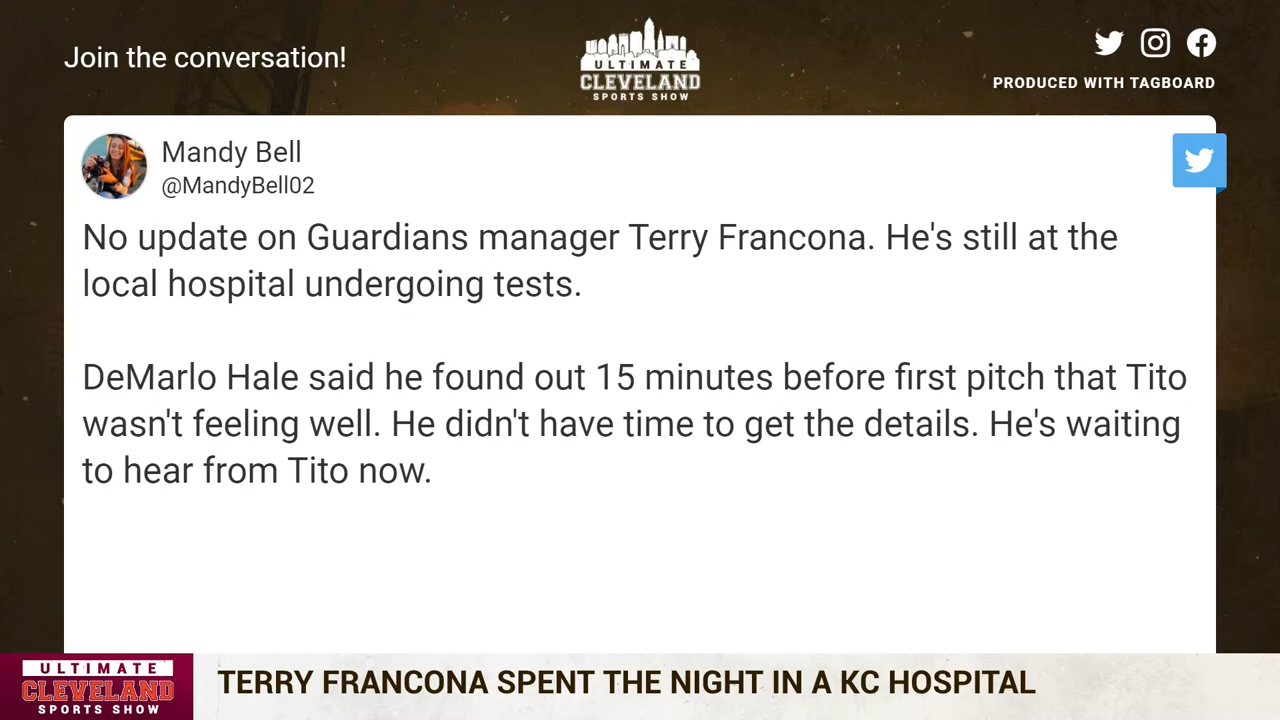 Join the conversation!
ULTIMATE
CLEVELAND
SPORTS SHOW
PRODUCED WITH TAGBOARD
Mandy Bell
@MandyBell02
No update on Guardians manager Terry Francona. He's still at the
local hospital undergoing tests.
DeMarlo Hale said he found out 15 minutes before first pitch that Tito
wasn't feeling well. He didn't have time to get the details. He's waiting
to hear from Tito now.
ULTIMATE
CLEVELAND
SPORTS SHOW
TERRY FRANCONA SPENT THE NIGHT IN A KC HOSPITAL